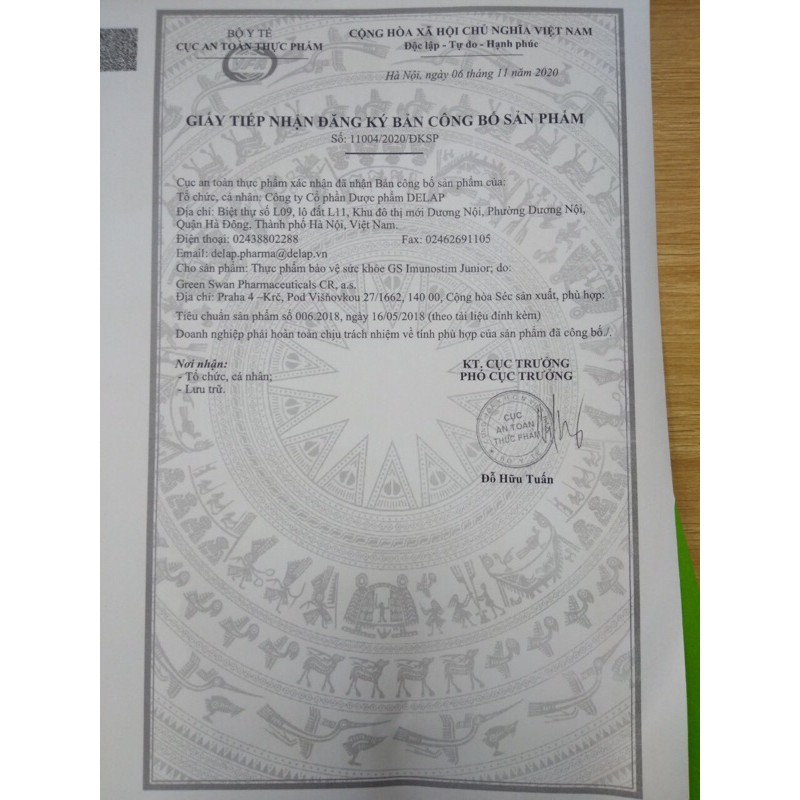 BỘ Y TẾ
CỤC AN TOÀN THỰC PHẨM
CỘNG HÒA XÃ HỘI CHỦ NGHĨA VIỆT NAM
Độc lập - Tự do - Hạnh phúc
Hà Nội, ngày 06 tháng 11 năm 2020
GIẤY TIẾP NHẬN ĐĂNG KÝ BẢN CÔNG BỐ SẢN PHẨM
Số: 11004/2020/ĐKSP
Cục an toàn thực phẩm xác nhận đã nhận Bản công bố sản phẩm của:
Tổ chức, cá nhân: Công ty Cổ phần Dược phẩm DELAP
Địa chỉ: Biệt thự số L09, lô đất L11, Khu đô thị mới Dương Nội, Phường Dương Nội,
Quận Hà Đông, Thành phố Hà Nội, Việt Nam.
Điện thoại: 02438802288 Fax: 02462691105
Email: delap.pharma@delap.vn
Cho sản phẩm: Thực phẩm bảo vệ sức khỏe GS Imunostim Junior; do:
Green Swan Pharmaceuticals CR, a.s.
Địa chỉ: Praha 4 –Krč, Pod Višňovkou 27/1662, 140 00, Cộng hòa Séc sản xuất, phù hợp:
Tiêu chuẩn sản phẩm số 006.2018, ngày 16/05/2018 (theo tài liệu đính kèm)
Doanh nghiệp phải hoàn toàn chịu trách nhiệm về tính phù hợp của sản phẩm đã công bố./.
Nơi nhận:
- Tổ chức, cá nhân;
- Lưu trữ.
KT. CỤC TRƯỞNG
PHÓ CỤC TRƯỞNG
CỤC
AN TOÀN
THỰC PHẨM
Đỗ Hữu Tuấn